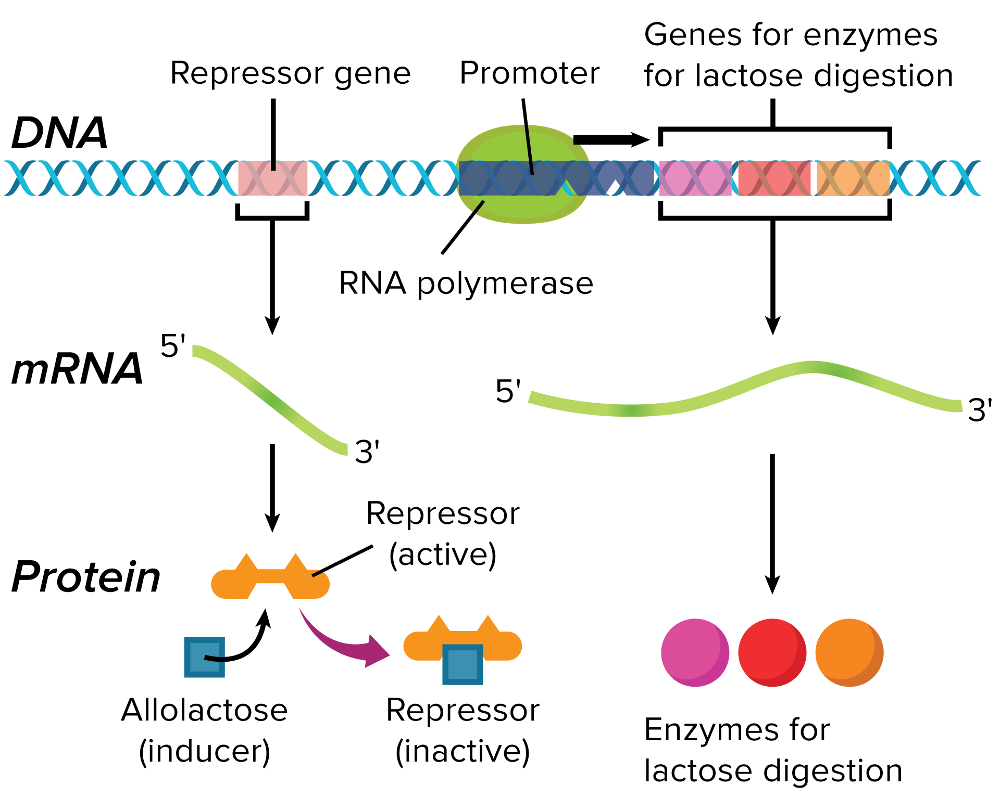 Genes for enzymes
for lactose digestion
Repressor gene
Promoter
DNA
RNA polymerase
mRNA
5'
3'
5'
3'
Repressor
(active)
Protein
Allolactose
(inducer)
Repressor
(inactive)
Enzymes for
lactose digestion